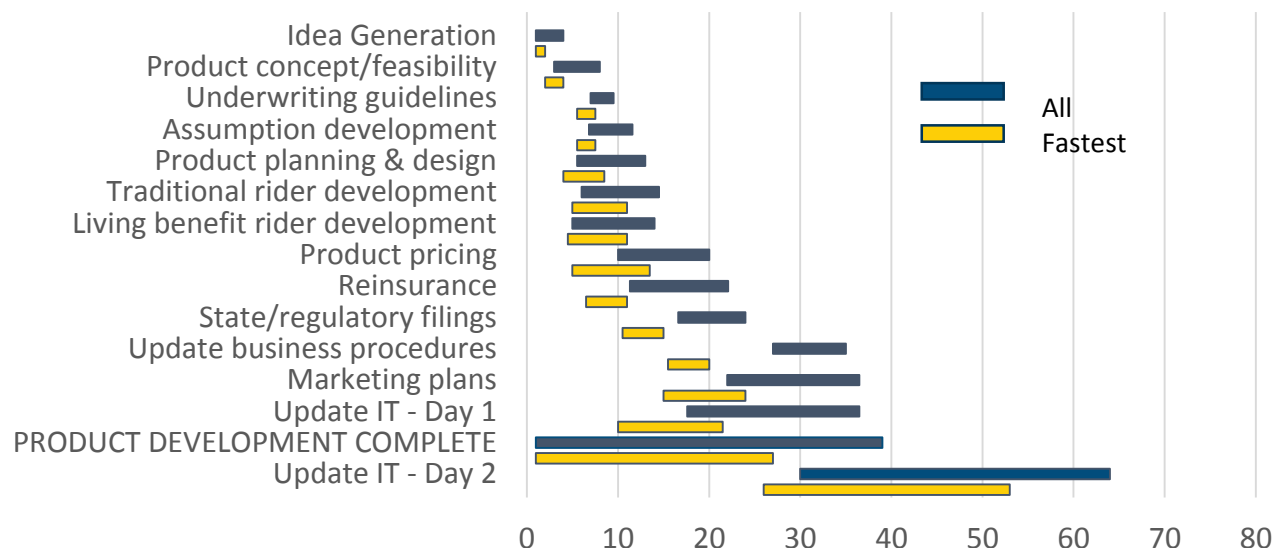 Idea Generation
Product concept/feasibility
Underwriting guidelines
All
Assumption development
Fastest
Product planning & design
Traditional rider development
Living benefit rider development
Product pricing
Reinsurance
State/regulatory filings
Update business procedures
Marketing plans
Update IT - Day 1
PRODUCT DEVELOPMENT COMPLETE
Update IT - Day 2
0 10 20 30 40 50 60 70 80